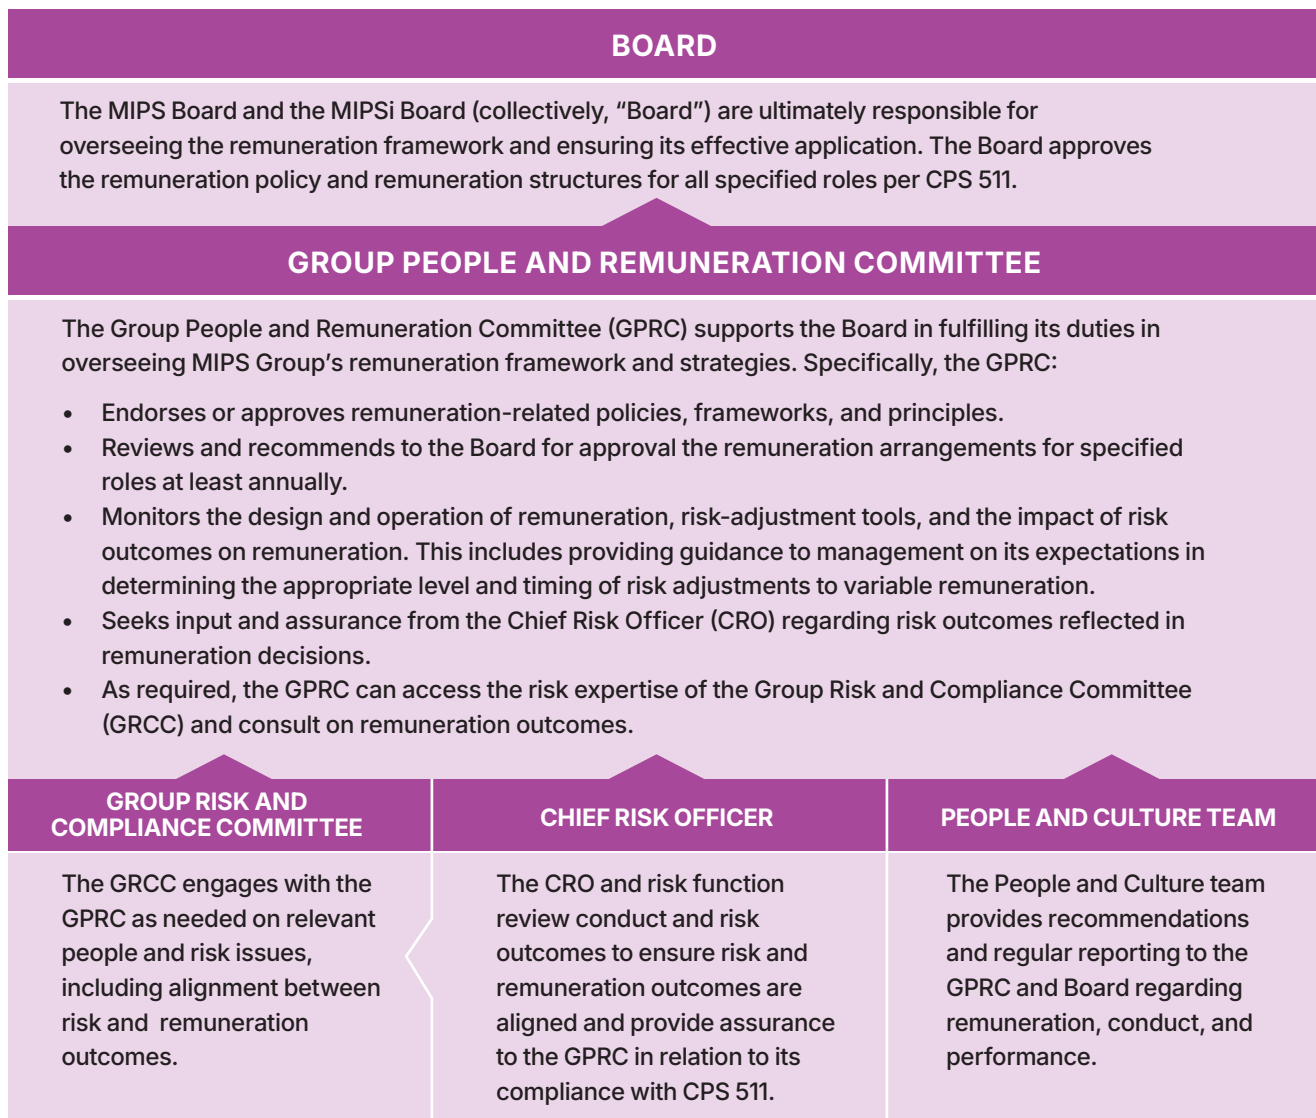 BOARD
The MIPS Board and the MIPSi Board (collectively, “Board”) are ultimately responsible for
overseeing the remuneration framework and ensuring its effective application. The Board approves
the remuneration policy and remuneration structures for all specified roles per CPS 511.
GROUP PEOPLE AND REMUNERATION COMMITTEE
The Group People and Remuneration Committee (GPRC) supports the Board in fulfilling its duties in
overseeing MIPS Group’s remuneration framework and strategies. Specifically, the GPRC:
• Endorses or approves remuneration-related policies, frameworks, and principles.
• Reviews and recommends to the Board for approval the remuneration arrangements for specified
roles at least annually.
• Monitors the design and operation of remuneration, risk-adjustment tools, and the impact of risk
outcomes on remuneration. This includes providing guidance to management on its expectations in
determining the appropriate level and timing of risk adjustments to variable remuneration.
• Seeks input and assurance from the Chief Risk Officer (CRO) regarding risk outcomes reflected in
remuneration decisions.
• As required, the GPRC can access the risk expertise of the Group Risk and Compliance Committee
(GRCC) and consult on remuneration outcomes.
GROUP RISK AND
COMPLIANCE COMMITTEE
The GRCC engages with the
GPRC as needed on relevant
people and risk issues,
including alignment between
risk and remuneration
outcomes.
CHIEF RISK OFFICER
The CRO and risk function
review conduct and risk
outcomes to ensure risk and
remuneration outcomes are
aligned and provide assurance
to the GPRC in relation to its
compliance with CPS 511.
PEOPLE AND CULTURE TEAM
The People and Culture team
provides recommendations
and regular reporting to the
GPRC and Board regarding
remuneration, conduct, and
performance.